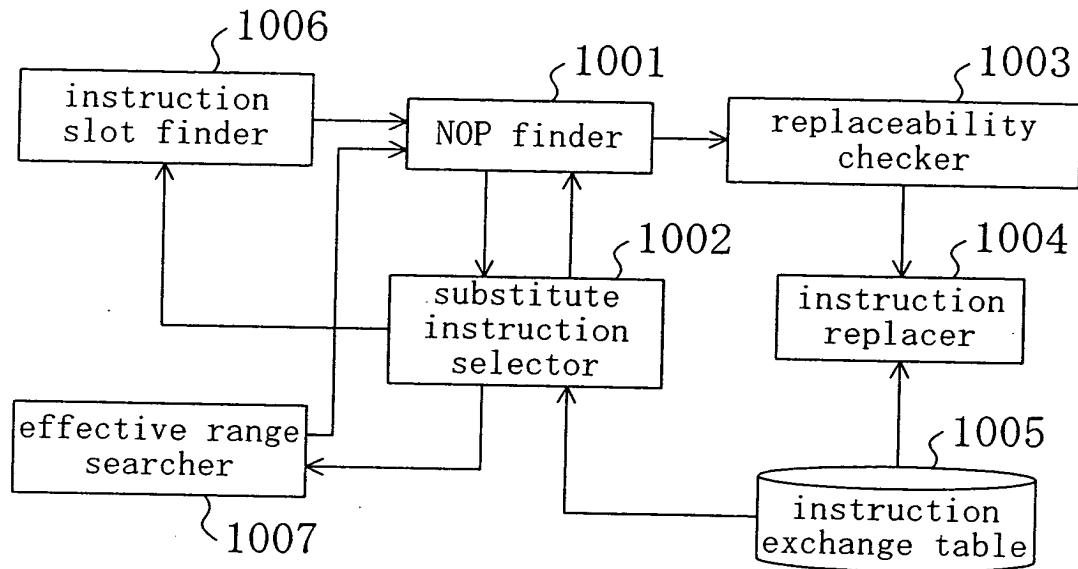 1006
instruction
slot finder
1001
NOP finder
1003
replaceability
checker
1002
substitute
instruction
selector
1004
instruction
replacer
effective range
searcher
1007
1005
instruction
exchange table